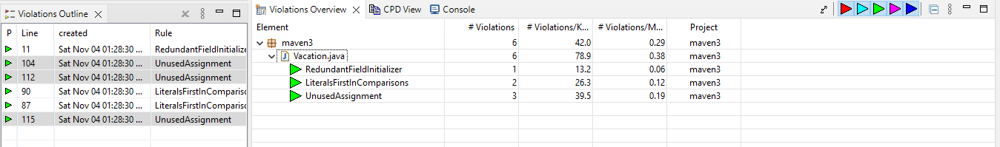 Violations Outline
P Line created Rule
11 Sat Nov 04 01:28:30 ... RedundantFieldInitialize
104 Sat Nov 04 01:28:30 ... UnusedAssignment
112 Sat Nov 04 01:28:30 ... UnusedAssignment
90 Sat Nov 04 01:28:30 ... LiteralsFirstInCompariso
87 Sat Nov 04 01:28:30 ... LiteralsFirstInCompariso
115 Sat Nov 04 01:28:30 ... UnusedAssignment
Violations Overview CPD View Console
Element # Violations # Violations/K... # Violations/M... Project
maven3 6 42.0 0.29 maven3
Vacation.java 6 78.9 0.38 maven3
RedundantFieldInitializer 1 13.2 0.06 maven3
LiteralsFirstInComparisons 2 26.3 0.12 maven3
UnusedAssignment 3 39.5 0.19 maven3